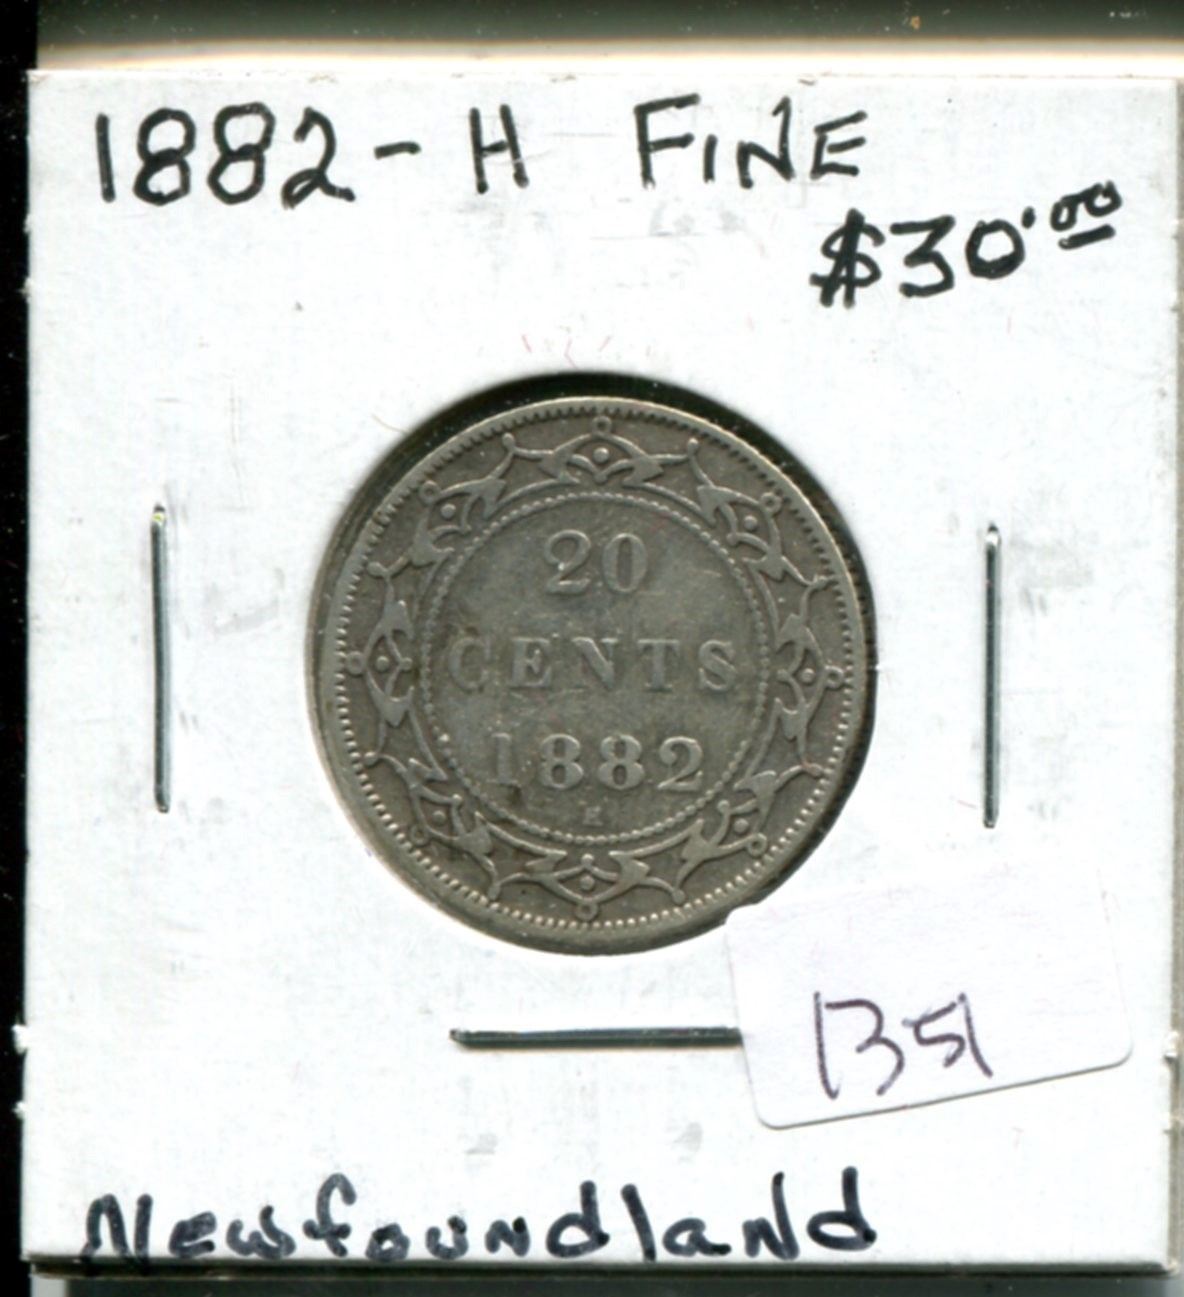 1882-H FINE
$30.00
20
CENTS
1882
H
1351
Newfoundland